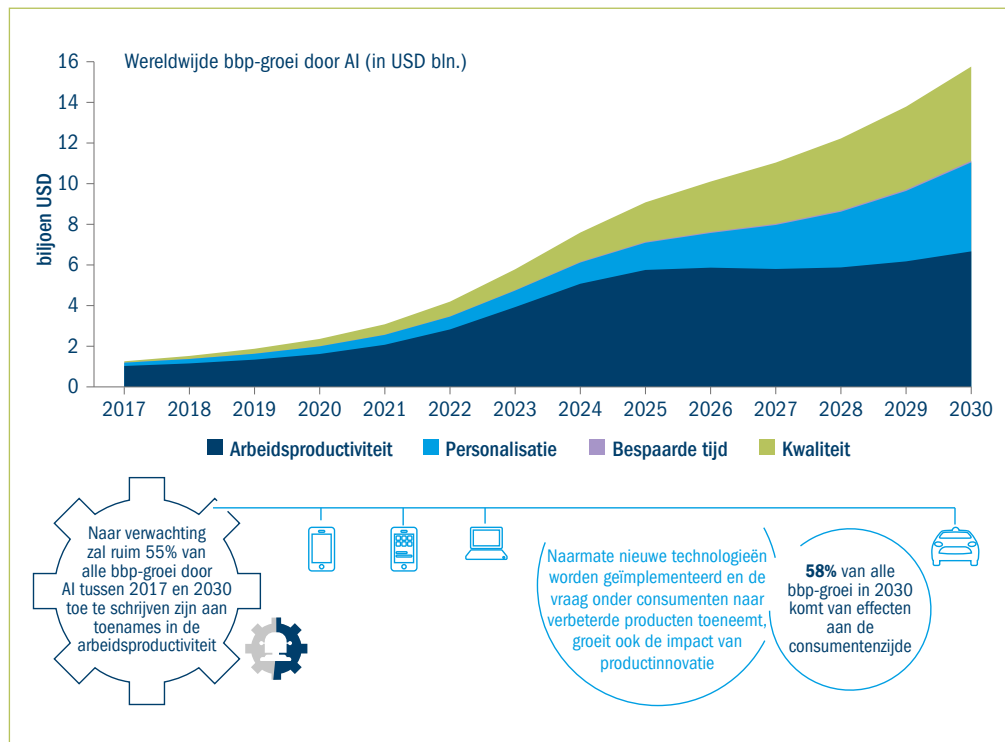 Wereldwijde bbp-groei door AI (in USD bln.)
biljoen USD
16
14
12
10
8
6
4
2
0
2017 2018 2019 2020 2021 2022 2023 2024 2025 2026 2027 2028 2029 2030
Arbeidsproductiviteit Personalisatie Bespaarde tijd Kwaliteit
Naar verwachting
zal ruim 55% van
alle bbp-groei door
AI tussen 2017 en 2030
toe te schrijven zijn aan
toenames in de
arbeidsproductiviteit
Naarmate nieuwe technologieën
worden geïmplementeerd en de
vraag onder consumenten naar
verbeterde producten toeneemt,
groeit ook de impact van
productinnovatie
58% van alle
bbp-groei in 2030
komt van effecten
aan de
consumentenzijde